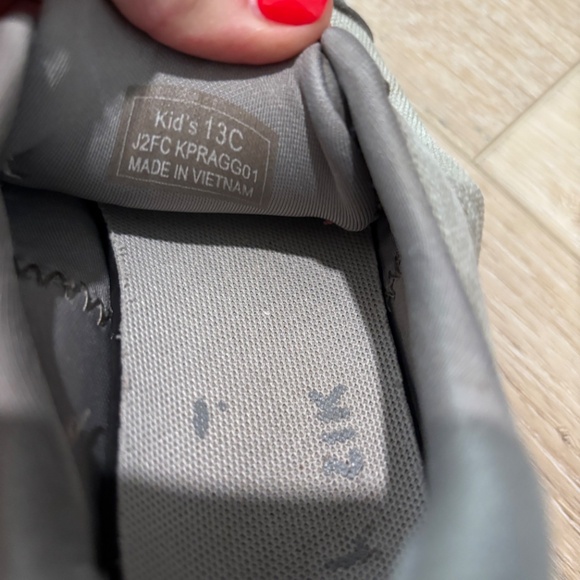 Kid's 13C
J2FC KPRAGG01
MADE IN VIETNAM